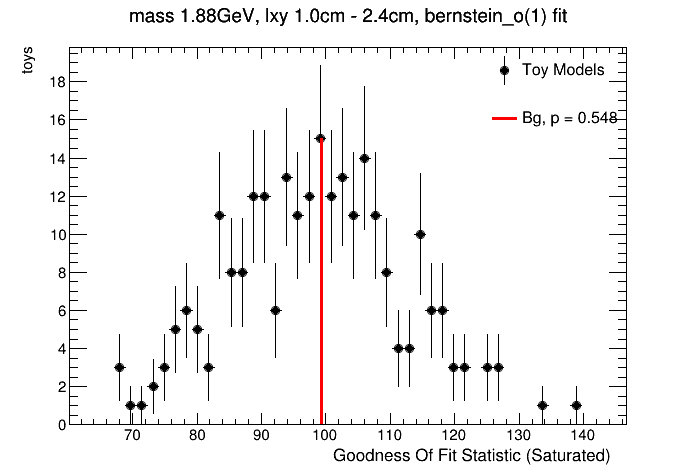 mass 1.88GeV, lxy 1.0cm - 2.4cm, bernstein_o(1) fit
toys
Toy Models
Bg, p = 0.548
18
16
14
12
10
8
6
4
2
0
70 80 90 100 110 120 130 140
Goodness Of Fit Statistic (Saturated)